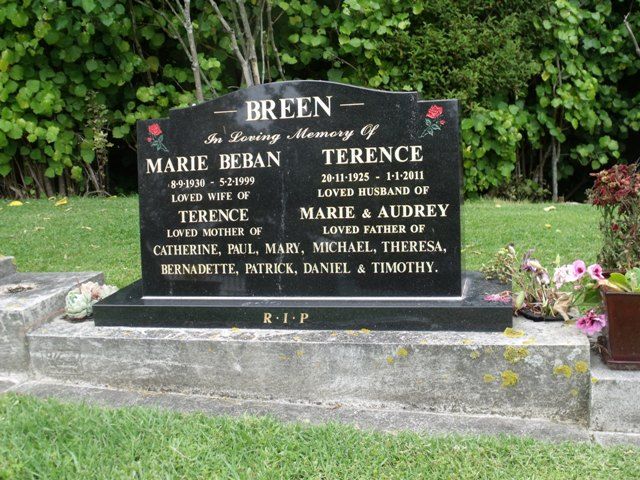 — BREEN —
In Loving Memory Of
MARIE BEBAN
8·9·1930 - 5·2·1999
LOVED WIFE OF
TERENCE
LOVED MOTHER OF
TERENCE
20·11·1925 - 1·1·2011
LOVED HUSBAND OF
MARIE & AUDREY
LOVED FATHER OF
CATHERINE, PAUL, MARY, MICHAEL, THERESA,
BERNADETTE, PATRICK, DANIEL & TIMOTHY.
R·I·P